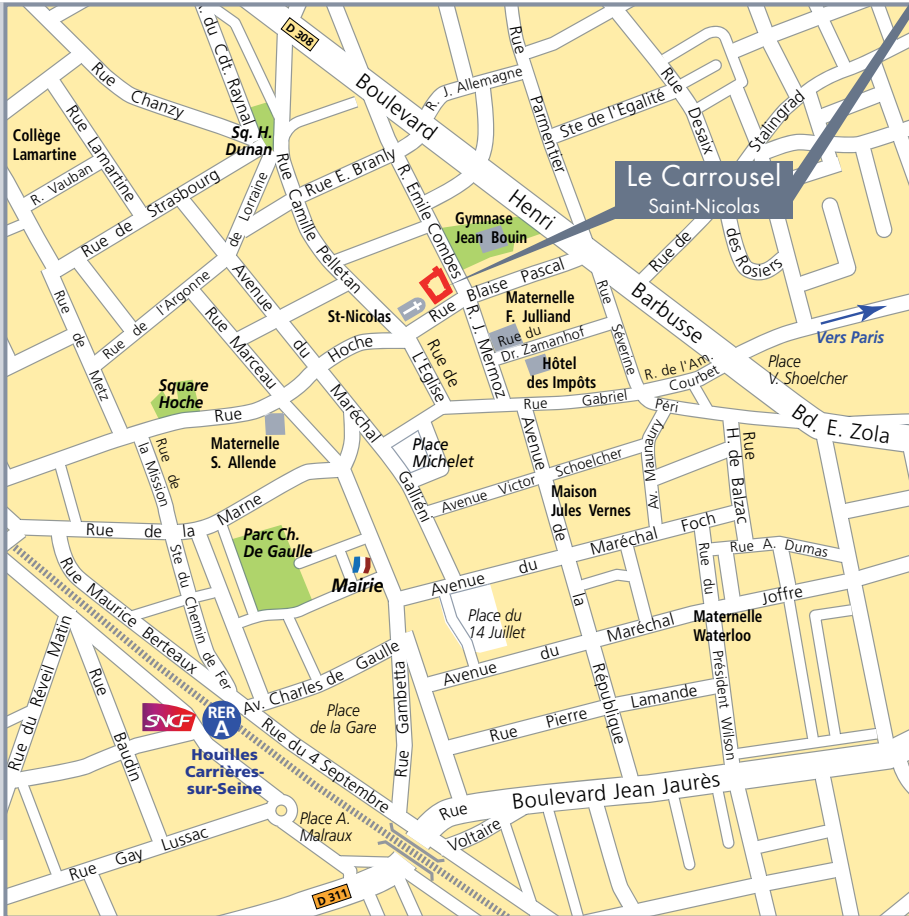 D 308
R. du Cdt. Raynal
Rue Chanzy
Boulevard
Henri
Barbusse
R. J. Allemagne
Rue Parmentier
Ste de l'Egalité
Rue Desaix
Rue de Stalingrad
des Rosiers
Collège
Lamartine
Rue Lamartine
R. Vauban
Sq. H.
Dunan
Rue de Strasbourg
de Lorraine
Rue E. Branly
Rue Camille Pelletan
R. Emile Combes
Gymnase
Jean Bouin
Le Carrousel
Saint-Nicolas
Rue de l'Argonne
Avenue du Maréchal Galliéni
Rue Marceau
Rue de Metz
St-Nicolas
Rue Blaise Pascal
Maternelle
F. Julliand
Rue du
Dr. Zamanhof
Rue Séverine
R. J. Mermoz
Hôtel
des Impôts
R. de l'Am.
Courbet
Vers Paris
Place
V. Shoelcher
Bd. E. Zola
Square
Hoche
Rue Hoche
Rue de L'Eglise
Rue Gabriel Péri
Maternelle
S. Allende
Place
Michelet
Avenue Victor Schoelcher
Av. Maunaury
Rue
H. de Balzac
Maison
Jules Vernes
Rue de
la Mission
Rue de la Marne
Parc Ch.
De Gaulle
Mairie
Avenue du Maréchal Foch
Rue A. Dumas
Avenue de la République
Place du
14 Juillet
Avenue du Maréchal Joffre
Maternelle
Waterloo
Rue du Président Wilson
Rue Maurice Berteaux
Ste du Chemin de Fer
Rue du Reveil Matin
Rue Baudin
Av. Charles de Gaulle
Rue Gambetta
Place
de la Gare
Rue Pierre Lamande
SNCF
RER
A
Houilles
Carrières-
sur-Seine
Rue du 4 Septembre
Place A.
Malraux
Rue Voltaire
Boulevard Jean Jaurès
Rue Gay Lussac
D 311